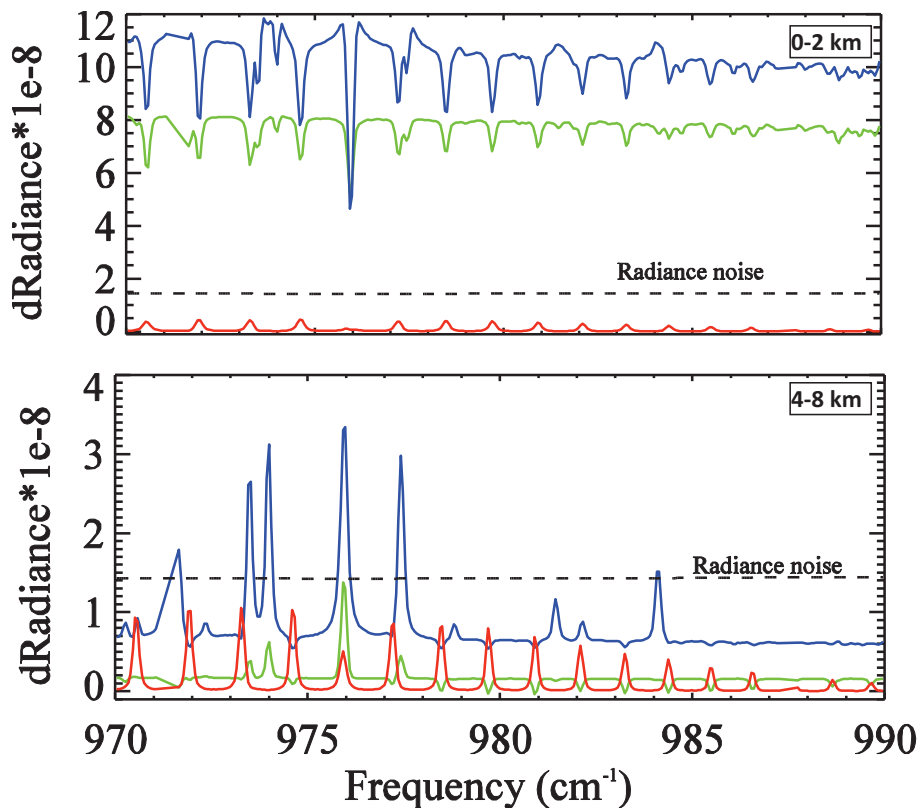 12
10
8
6
4
2
0
dRadiance*1e-8
0-2 km
Radiance noise
4
3
2
1
0
dRadiance*1e-8
4-8 km
Radiance noise
970 975 980 985 990
Frequency (cm⁻¹)